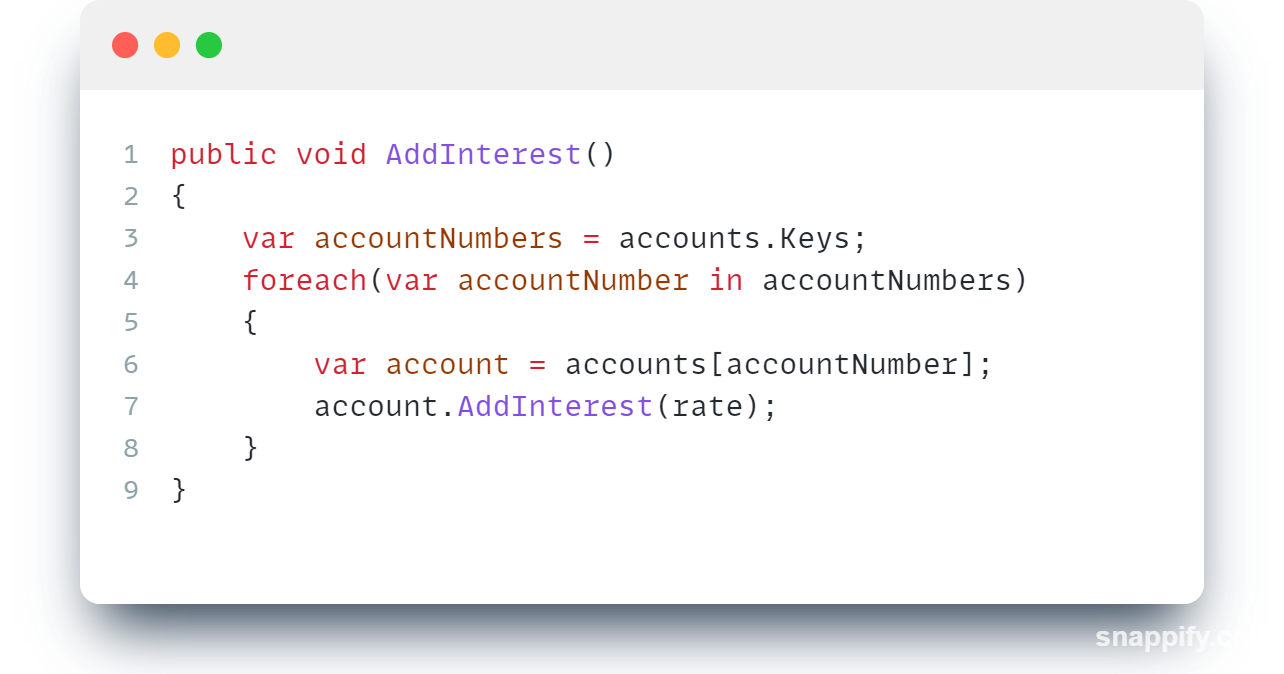 1 public void AddInterest()
2 {
3     var accountNumbers = accounts.Keys;
4     foreach(var accountNumber in accountNumbers)
5     {
6         var account = accounts[accountNumber];
7         account.AddInterest(rate);
8     }
9 }
snappify.c